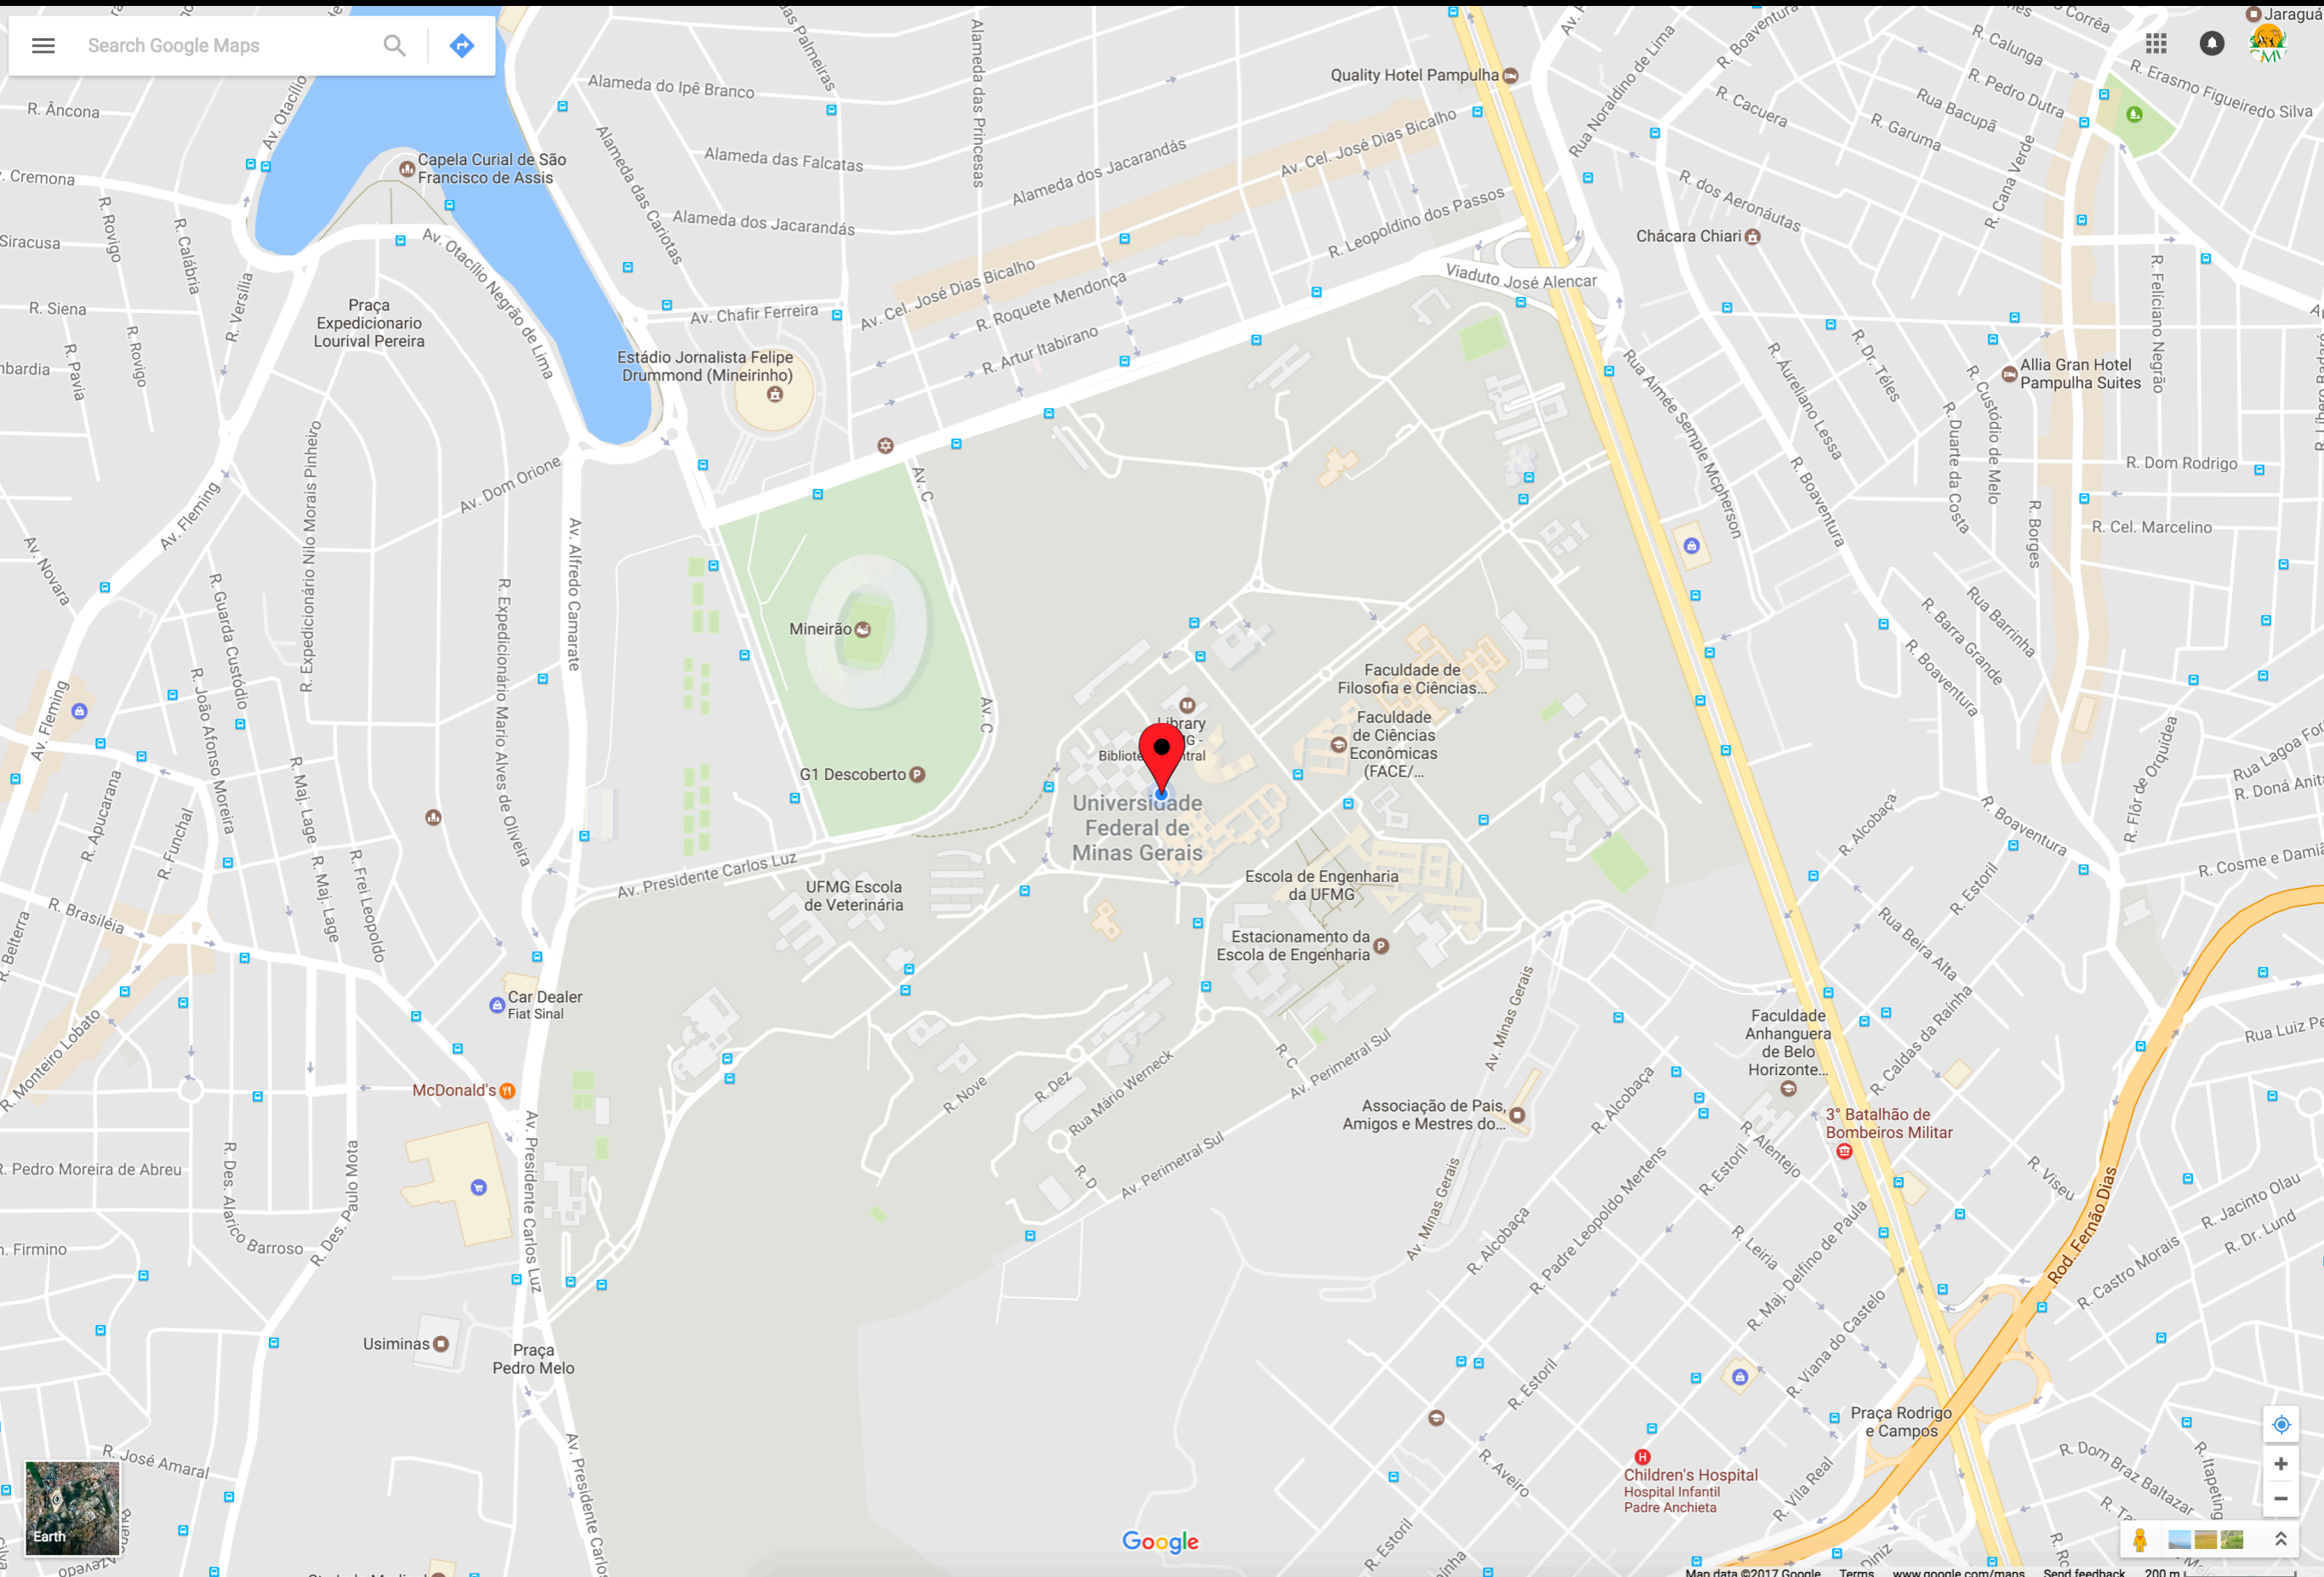 Search Google Maps
Jaraguá
R. Calunga
R. Boaventura
R. Erasmo Figueiredo Silva
R. Pedro Dutra
Rua Bacupã
R. Garuma
R. Cacuera
Rua Noraldino de Lima
Quality Hotel Pampulha
Alameda do Ipê Branco
Alameda das Princesas
R. Âncona
Av. Otacílio
Capela Curial de São
Francisco de Assis
Alameda das Falcatas
Alameda das Cariotas
Alameda dos Jacarandás
Alameda dos Jacarandás
Av. Cel. José Dias Bicalho
R. Cana Verde
R. dos Aeronáutas
Cremona
R. Rovigo
R. Calábria
Siracusa
Av. Otacílio Negrão de Lima
R. Leopoldino dos Passos
Chácara Chiari
Viaduto José Alencar
R. Feliciano Negrão
R. Versília
R. Siena
Praça
Expedicionario
Lourival Pereira
R. Rovigo
R. Pavia
Av. Chafir Ferreira
Av. Cel. José Dias Bicalho
R. Roquete Mendonça
R. Artur Itabirano
Estádio Jornalista Felipe
Drummond (Mineirinho)
Rua Aimée Semple Mcpherson
R. Áureliano Lessa
R. Dr. Téles
Allia Gran Hotel
Pampulha Suites
R. Custódio de Melo
R. Duarte da Costa
R. Dom Rodrigo
R. Boaventura
R. Borges
R. Cel. Marcelino
Av. Dom Orione
Av. C
Av. Fleming
Av. Novara
R. Expedicionário Nilo Morais Pinheiro
Av. Alfredo Camarate
R. Guarda Custódio
R. Expedicionário Mario Alves de Oliveira
Mineirão
Av. C
R. João Afonso Moreira
Av. Fleming
Rua Barrinha
R. Barra Grande
R. Boaventura
Faculdade de
Filosofia e Ciências...
Library
Faculdade
de Ciências
Econômicas
(FACE/...
G1 Descoberto
Universidade
Federal de
Minas Gerais
R. Maj. Lage
R. Maj. Lage
R. Apucarana
R. Funchal
R. Frei Leopoldo
R. Flôr de Orquídea
R. Alcobaça
R. Boaventura
R. Cosme e Damiã
Av. Presidente Carlos Luz
UFMG Escola
de Veterinária
Escola de Engenharia
da UFMG
Estacionamento da
Escola de Engenharia
R. Brasiléia
R. Belterra
R. Estoril
Rua Beira Alta
R. Caldas da Rainha
Car Dealer
Fiat Sinal
R. Monteiro Lobato
McDonald's
R. Nove
R. Dez
Rua Mário Werneck
R. C
Av. Perimetral Sul
Av. Minas Gerais
Faculdade
Anhanguera
de Belo
Horizonte...
Associação de Pais,
Amigos e Mestres do...
R. Alcobaça
3° Batalhão de
Bombeiros Militar
R. Alentejo
R. Estoril
R. Viseu
R. Pedro Moreira de Abreu
R. Des. Alarico Barroso
R. Des. Paulo Mota
Av. Presidente Carlos Luz
R. D
Av. Perimetral Sul
Av. Minas Gerais
R. Padre Leopoldo Mertens
R. Alcobaça
R. Leiria
R. Maj. Delfino de Paula
Rod. Fernão Dias
R. Jacinto Olau
R. Dr. Lund
R. Castro Morais
Firmino
Usiminas
Praça
Pedro Melo
R. Estoril
R. Viana do Castelo
Praça Rodrigo
e Campos
R. José Amaral
Av. Presidente Carlos
R. Aveiro
Children's Hospital
Hospital Infantil
Padre Anchieta
R. Vila Real
R. Dom Braz Baltazar
Earth
Google
R. Estoril
Map data ©2017 Google Terms www.google.com/maps Send feedback 200 m